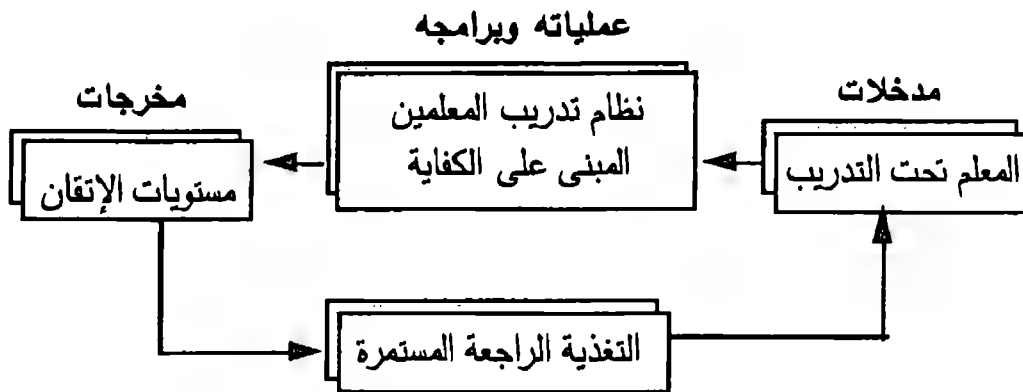 عملياته وبرامجه
مدخلات
مخرجات
نظام تدريب المعلمين
المبنى على الكفاية
المعلم تحت التدريب
مستويات الإتقان
التغذية الراجعة المستمرة